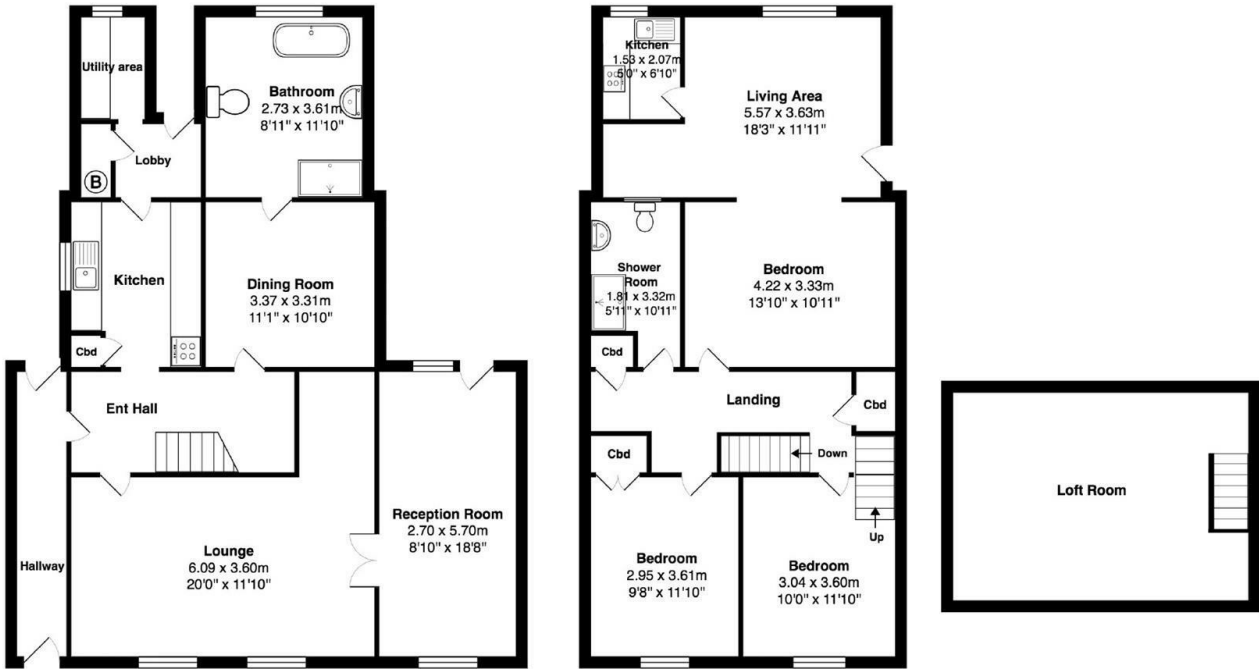 Utility area
Bathroom
2.73 x 3.61m
8'11" x 11'10"
Lobby
B
Kitchen
Dining Room
3.37 x 3.31m
11'1" x 10'10"
Cbd
Ent Hall
Hallway
Lounge
6.09 x 3.60m
20'0" x 11'10"
Reception Room
2.70 x 5.70m
8'10" x 18'8"
Kitchen
1.53 x 2.07m
5'0" x 6'10"
Living Area
5.57 x 3.63m
18'3" x 11'11"
Shower
Room
1.81 x 3.32m
5'11" x 10'11"
Bedroom
4.22 x 3.33m
13'10" x 10'11"
Cbd
Landing
Cbd
Cbd
Down
Up
Bedroom
2.95 x 3.61m
9'8" x 11'10"
Bedroom
3.04 x 3.60m
10'0" x 11'10"
Loft Room